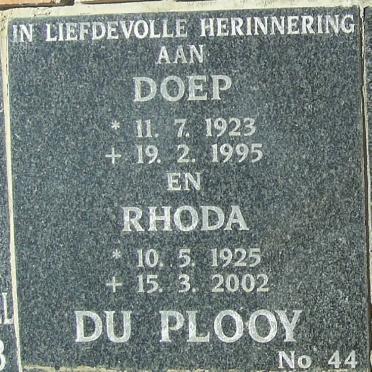 IN LIEFDEVOLLE HERINNERING
AAN
DOEP
* 11. 7. 1923
+ 19. 2. 1995
EN
RHODA
* 10. 5. 1925
+ 15. 3. 2002
DU PLOOY
No 44